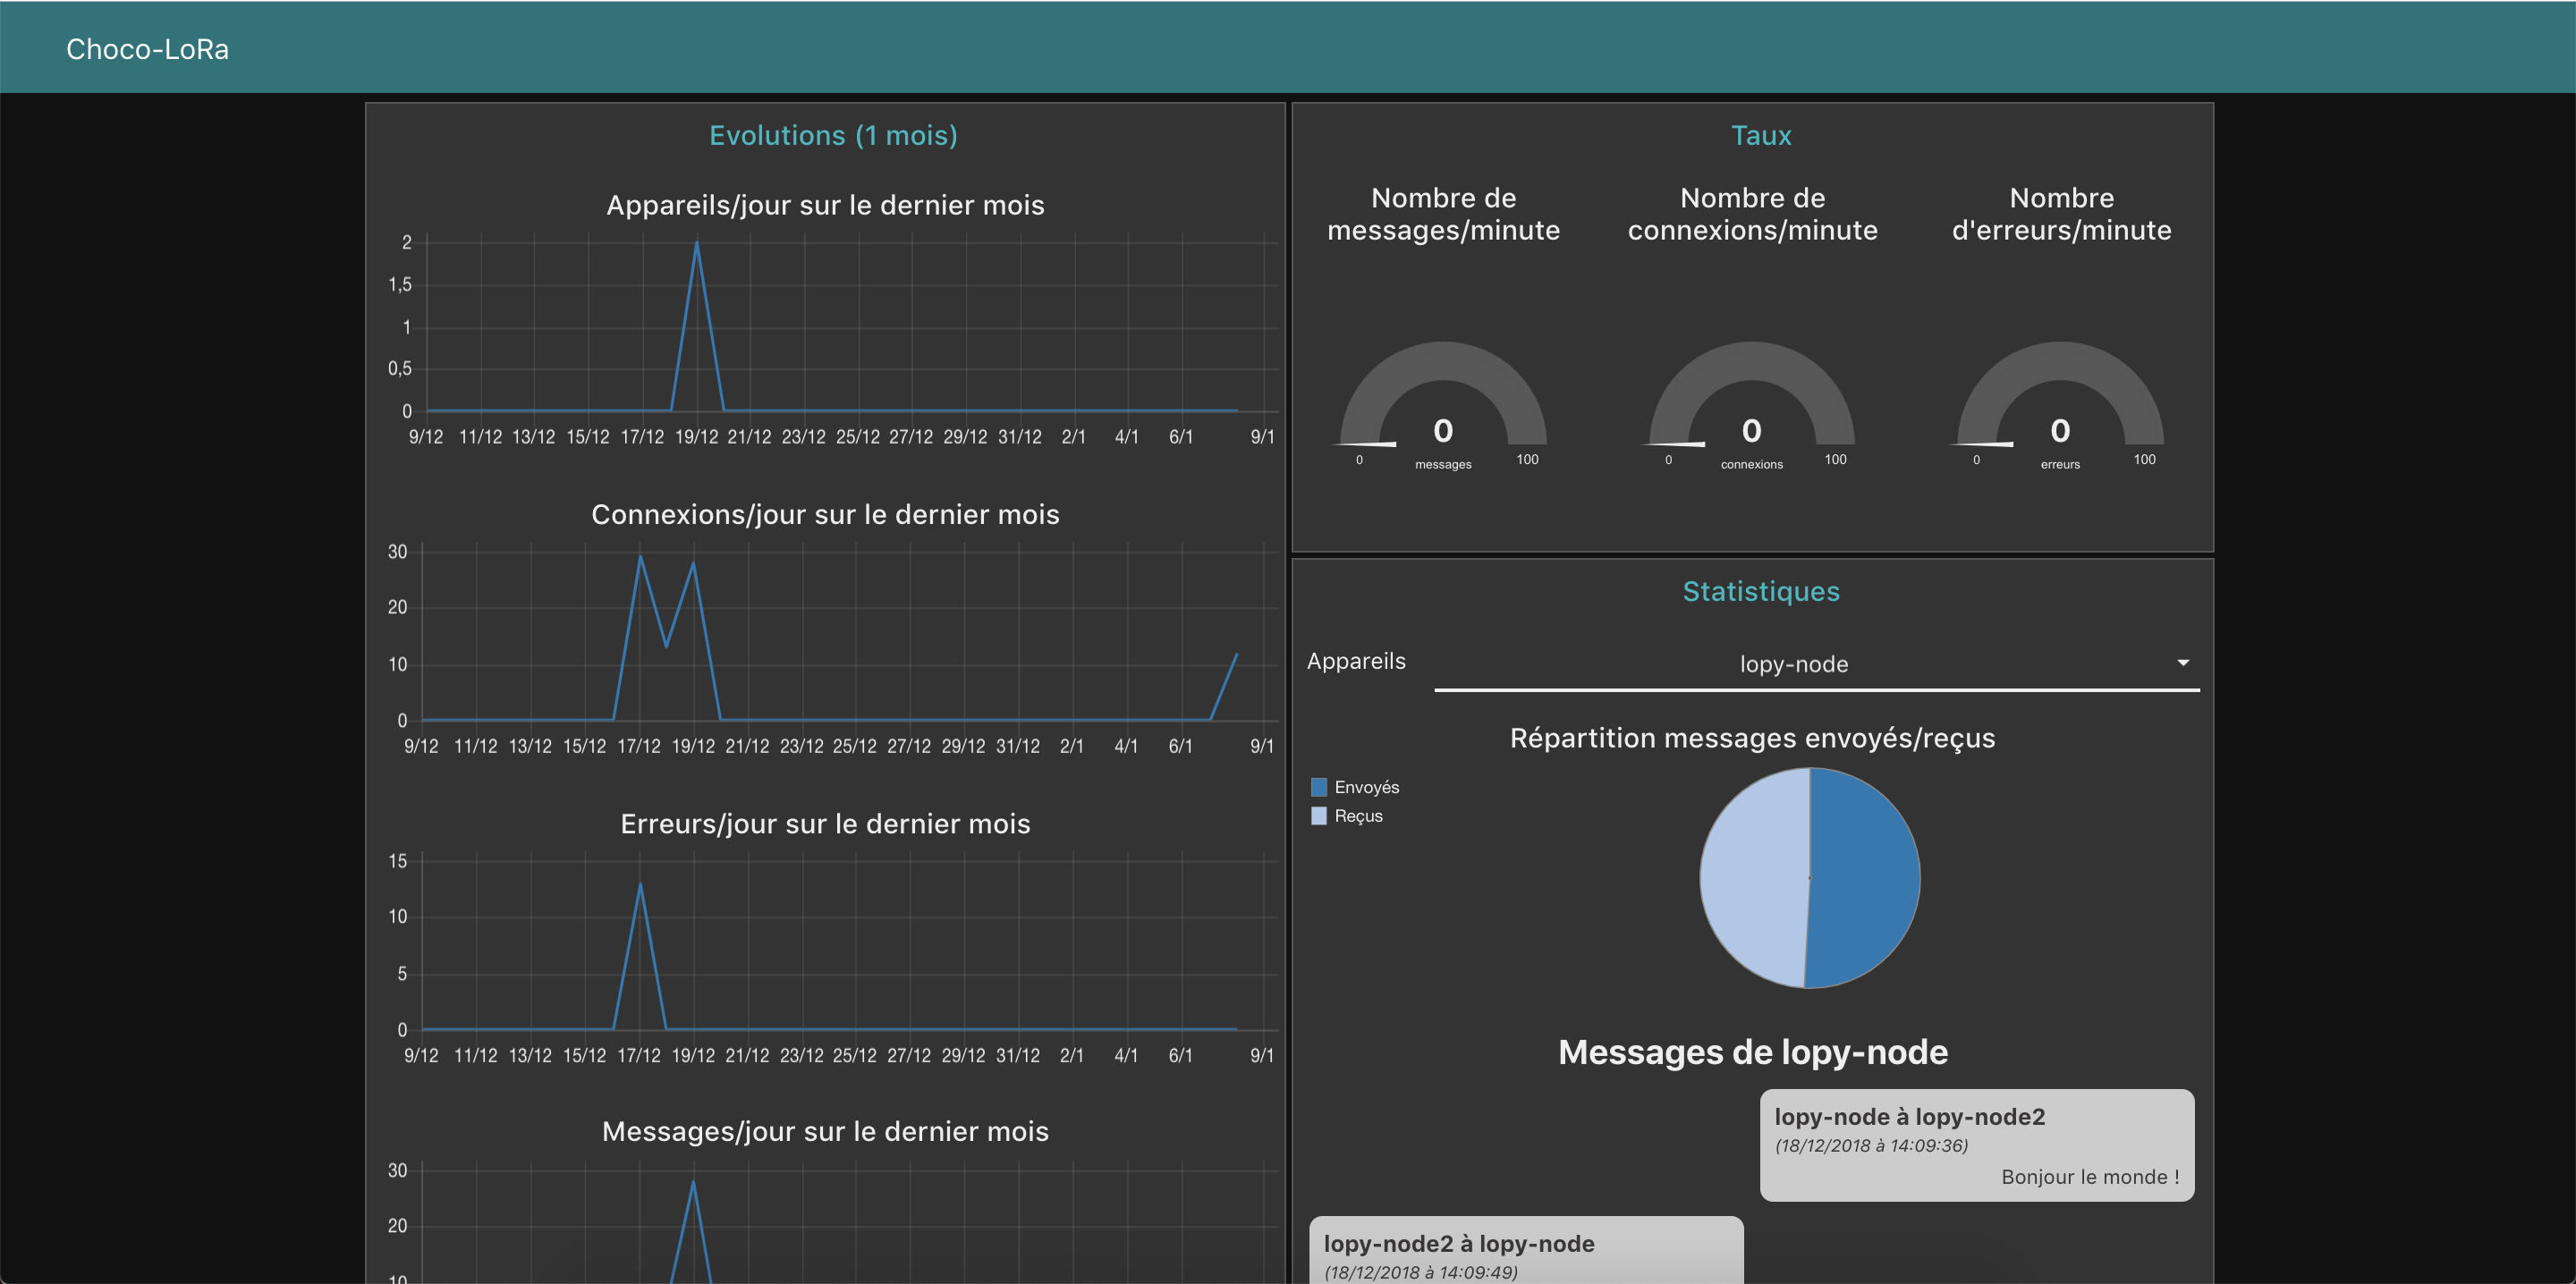 Choco-LoRa
Evolutions (1 mois)
Appareils/jour sur le dernier mois
2
1,5
1
0,5
0
9/12 11/12 13/12 15/12 17/12 19/12 21/12 23/12 25/12 27/12 29/12 31/12 2/1 4/1 6/1 9/1
Connexions/jour sur le dernier mois
30
20
10
0
9/12 11/12 13/12 15/12 17/12 19/12 21/12 23/12 25/12 27/12 29/12 31/12 2/1 4/1 6/1 9/1
Erreurs/jour sur le dernier mois
15
10
5
0
9/12 11/12 13/12 15/12 17/12 19/12 21/12 23/12 25/12 27/12 29/12 31/12 2/1 4/1 6/1 9/1
Messages/jour sur le dernier mois
30
20
10
Taux
Nombre de
messages/minute
0
0 messages 100
Nombre de
connexions/minute
0
0 connexions 100
Nombre
d'erreurs/minute
0
0 erreurs 100
Statistiques
Appareils lopy-node
Répartition messages envoyés/reçus
Envoyés
Reçus
Messages de lopy-node
lopy-node à lopy-node2
(18/12/2018 à 14:09:36)
Bonjour le monde !
lopy-node2 à lopy-node
(18/12/2018 à 14:09:49)